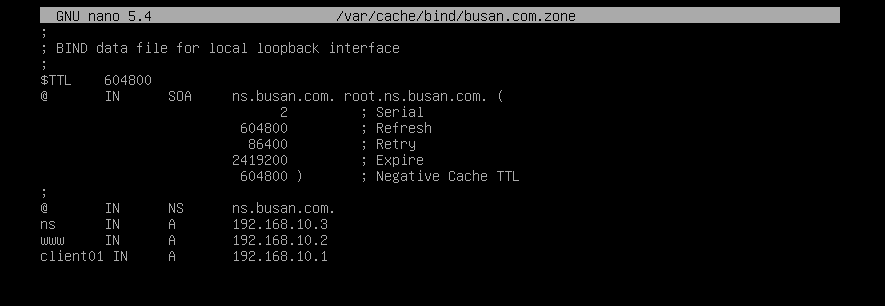 GNU nano 5.4 /var/cache/bind/busan.com.zone
;
; BIND data file for local loopback interface
;
$TTL 604800
@ IN SOA ns.busan.com. root.ns.busan.com. (
2 ; Serial
604800 ; Refresh
86400 ; Retry
2419200 ; Expire
604800 ) ; Negative Cache TTL
;
@ IN NS ns.busan.com.
ns IN A 192.168.10.3
www IN A 192.168.10.2
client01 IN A 192.168.10.1